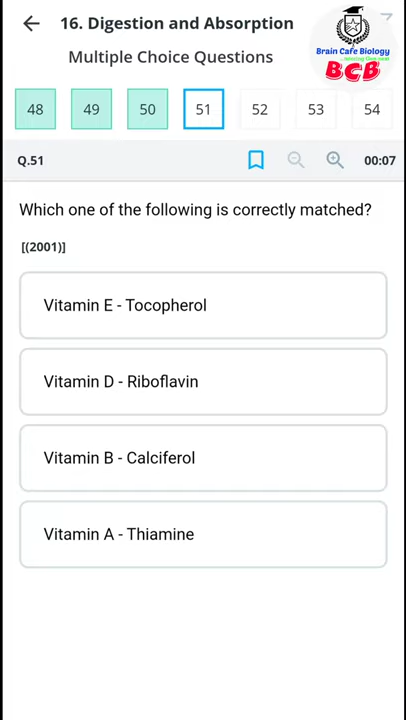 16. Digestion and Absorption
Multiple Choice Questions
Brain Cafe Biology
BCB
48 49 50 51 52 53 54
Q.51
00:07
Which one of the following is correctly matched?
[(2001)]
Vitamin E - Tocopherol
Vitamin D - Riboflavin
Vitamin B - Calciferol
Vitamin A - Thiamine